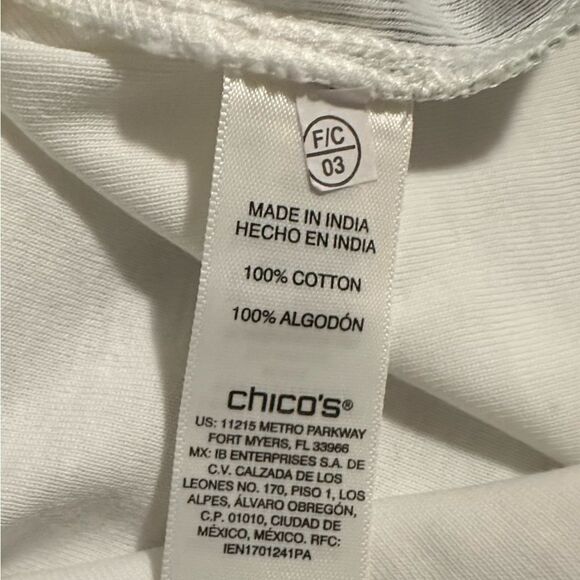 F/C
03
MADE IN INDIA
HECHO EN INDIA
100% COTTON
100% ALGODÓN
chico's®
US: 11215 METRO PARKWAY
FORT MYERS, FL 33966
MX: IB ENTERPRISES S.A. DE
C.V. CALZADA DE LOS
LEONES NO. 170, PISO 1, LOS
ALPES, ÁLVARO OBREGÓN,
C.P. 01010, CIUDAD DE
MÉXICO, MÉXICO. RFC:
IEN1701241PA